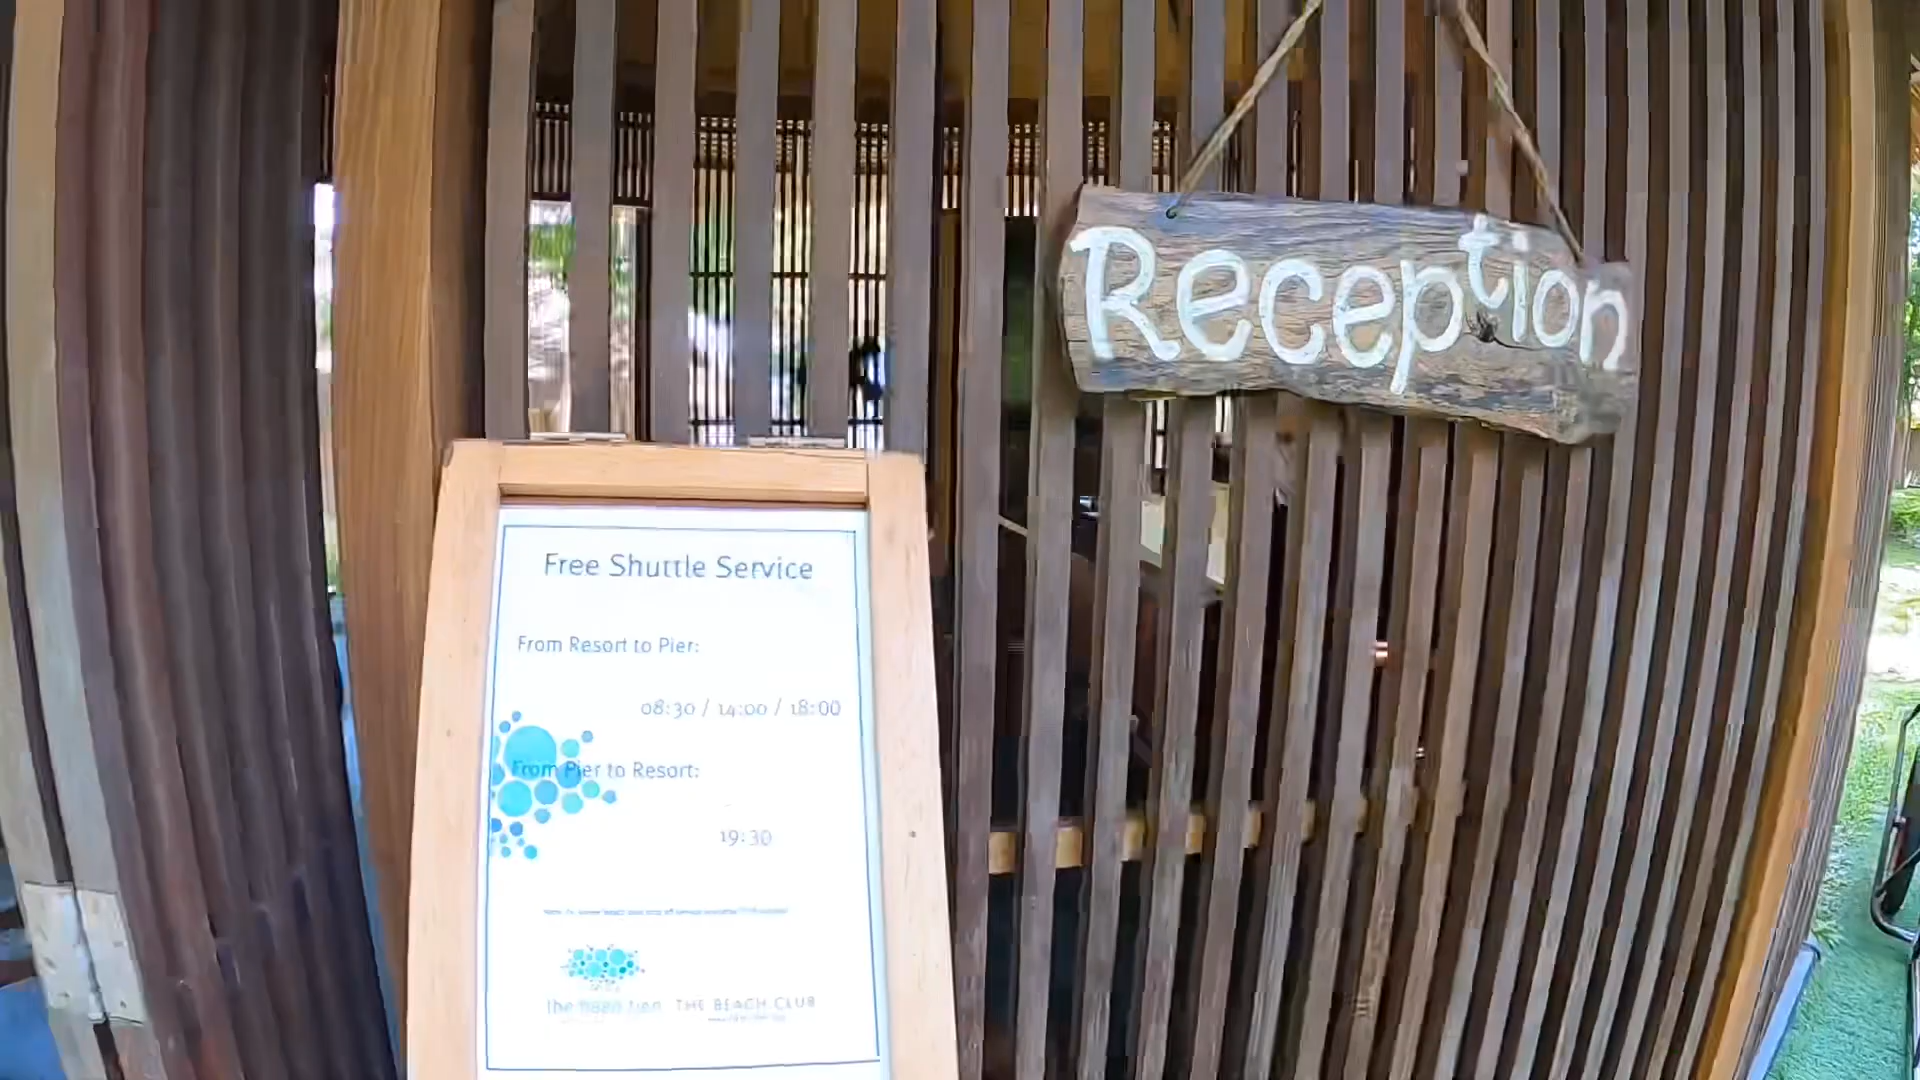 Reception
Free Shuttle Service
From Resort to Pier:
08:30 / 14:00 / 18:00
From Pier to Resort:
19:30
THE BEACH CLUB